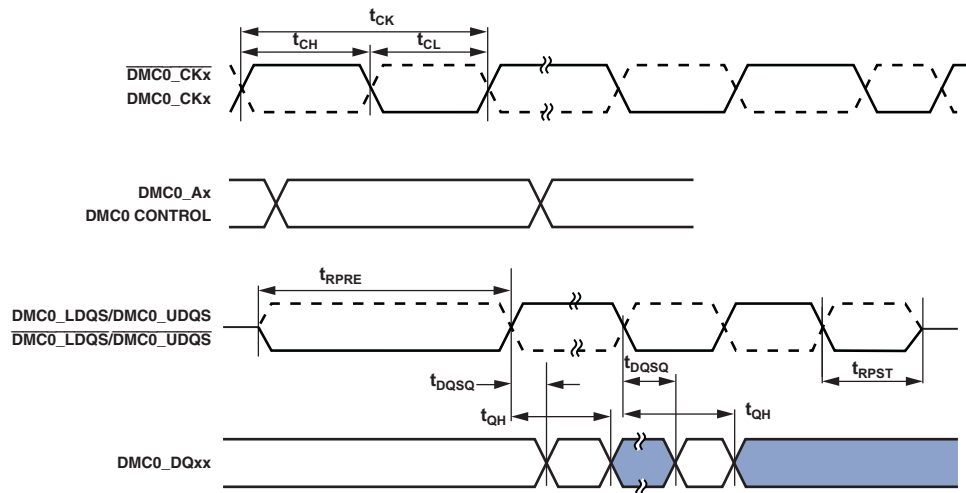 tCK
tCH
tCL
DMC0_CKx
DMC0_CKx
DMC0_Ax
DMC0 CONTROL
tRPRE
DMC0_LDQS/DMC0_UDQS
DMC0_LDQS/DMC0_UDQS
tDQSQ
tDQSQ
tRPST
tQH
tQH
DMC0_DQxx